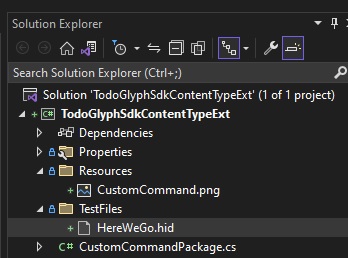 Solution Explorer
Search Solution Explorer (Ctrl+;)
Solution 'TodoGlyphSdkContentTypeExt' (1 of 1 project)
+ C# TodoGlyphSdkContentTypeExt
Dependencies
Properties
Resources
+ CustomCommand.png
TestFiles
+ HereWeGo.hid
C# CustomCommandPackage.cs